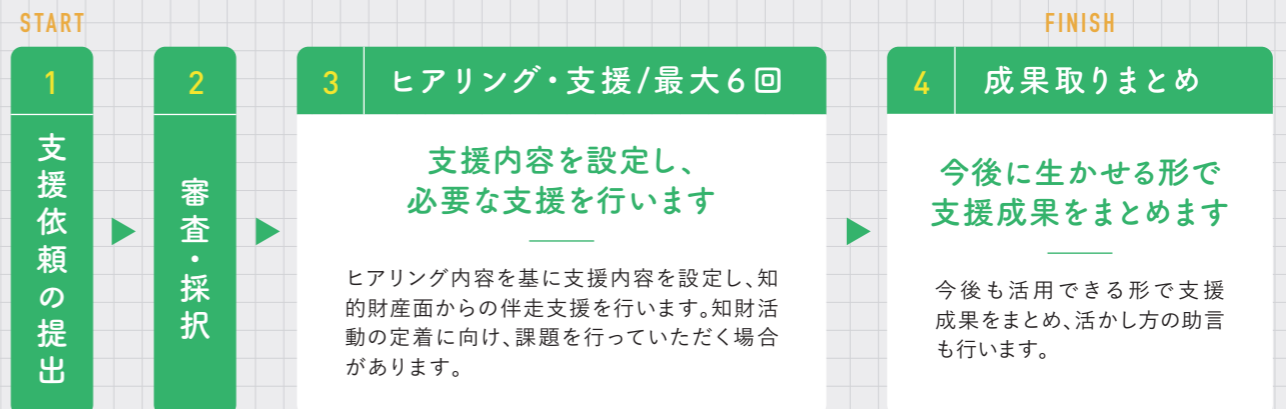 START
1
支援依頼の提出
2
審査・採択
3
ヒアリング・支援/最大6回
支援内容を設定し、
必要な支援を行います
ヒアリング内容を基に支援内容を設定し、知
的財産面からの伴走支援を行います。知財活
動の定着に向け、課題を行っていただく場合
があります。
FINISH
4
成果取りまとめ
今後に生かせる形で
支援成果をまとめます
今後も活用できる形で支援
成果をまとめ、活かし方の助言
も行います。